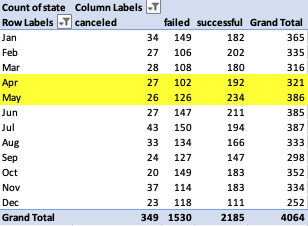 Count of state Column Labels
Row Labels canceled failed successful Grand Total
Jan 34 149 182 365
Feb 27 106 202 335
Mar 28 108 180 316
Apr 27 102 192 321
May 26 126 234 386
Jun 27 147 211 385
Jul 43 150 194 387
Aug 33 134 166 333
Sep 24 127 147 298
Oct 20 149 183 352
Nov 37 114 183 334
Dec 23 118 111 252
Grand Total 349 1530 2185 4064